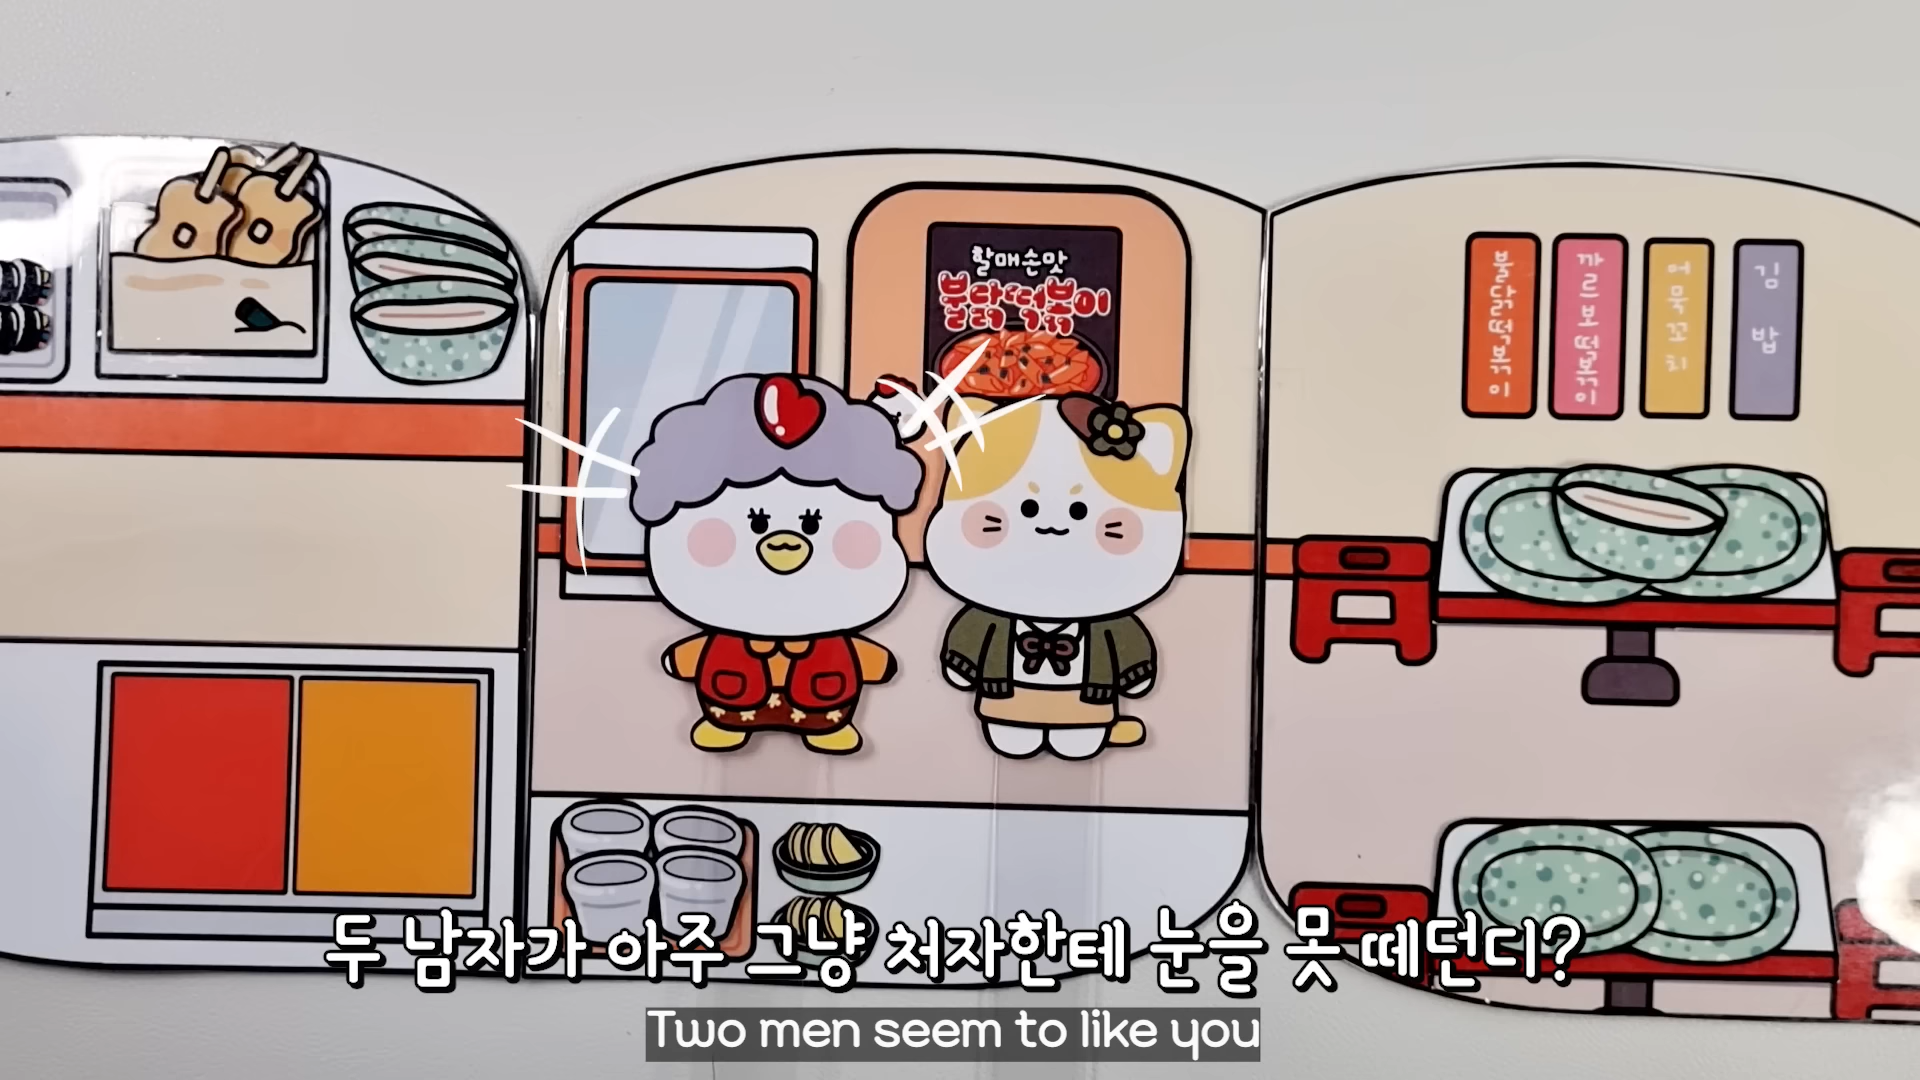 할매손맛
불닭떡볶이
불닭떡볶이
까르보떡볶이
어묵꼬치
김밥
두 남자가 아주 그냥 처자한테 눈을 못 떼던디?
Two men seem to like you